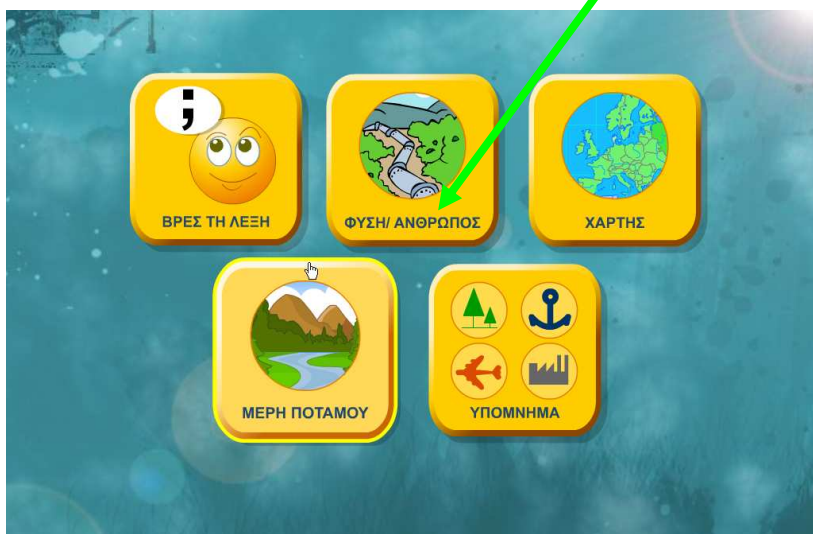 ;
ΒΡΕΣ ΤΗ ΛΕΞΗ
ΦΥΣΗ/ ΑΝΘΡΩΠΟΣ
ΧΑΡΤΗΣ
ΜΕΡΗ ΠΟΤΑΜΟΥ
ΥΠΟΜΝΗΜΑ